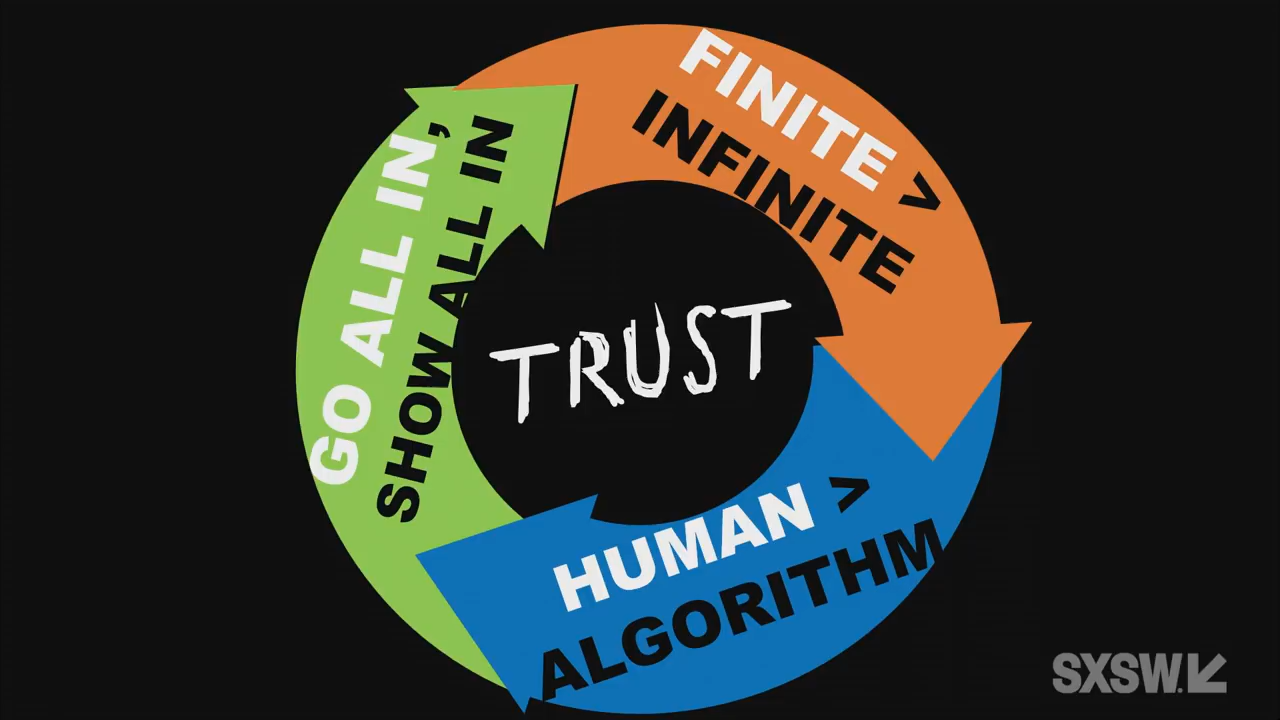 FINITE >
INFINITE
GO ALL IN,
SHOW ALL IN
TRUST
HUMAN >
ALGORITHM
SXSW.